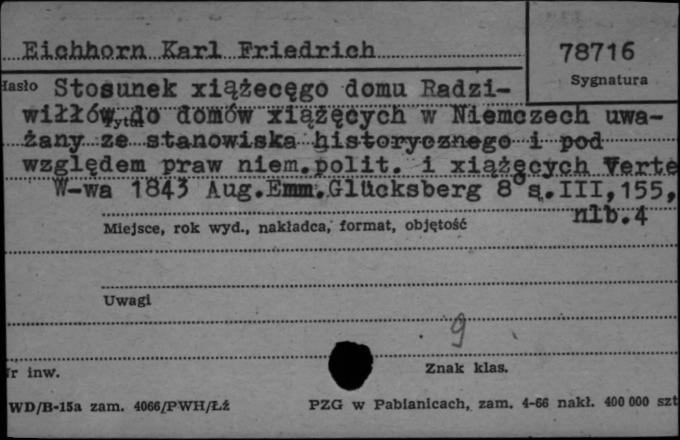 Eichhorn Karl Friedrich
78716
Sygnatura
Hasło Stosunek xiążecęgo domu Radzi-
wiłłów do domów xiążęcych w Niemczech uwa-
żany ze stanowiska historycznego i pod
względem praw niem.polit. i xiążęcych Verte
W-wa 1843 Aug.Emm.Glücksberg 8° s.III,155,
nlb.4
Miejsce, rok wyd., nakładca, format, objętość
Uwagi
9
Nr inw.
Znak klas.
WD/B-15a zam. 4066/PWH/Łż
PZG w Pabianicach, zam. 4-66 nakł. 400 000 szt